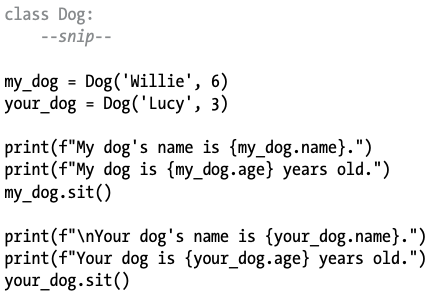 class Dog:
    --snip--
my_dog = Dog('Willie', 6)
your_dog = Dog('Lucy', 3)
print(f"My dog's name is {my_dog.name}.")
print(f"My dog is {my_dog.age} years old.")
my_dog.sit()
print(f"\nYour dog's name is {your_dog.name}.")
print(f"Your dog is {your_dog.age} years old.")
your_dog.sit()